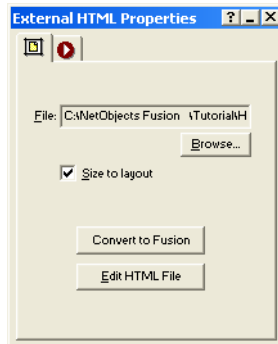 External HTML Properties
File: C:\NetObjects Fusion \Tutorial\H
Browse...
Size to layout
Convert to Fusion
Edit HTML File